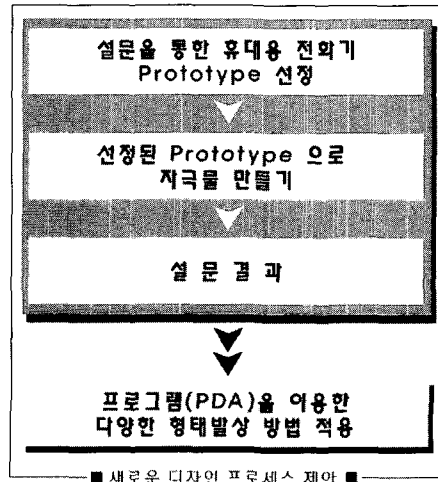 설문을 통한 휴대용 전화기
Prototype 선정
선정된 Prototype 으로
자극물 만들기
설 문 결 과
프로그램(PDA)을 이용한
다양한 형태발상 방법 적용
■ 새로운 디자인 프로세스 제안 ■